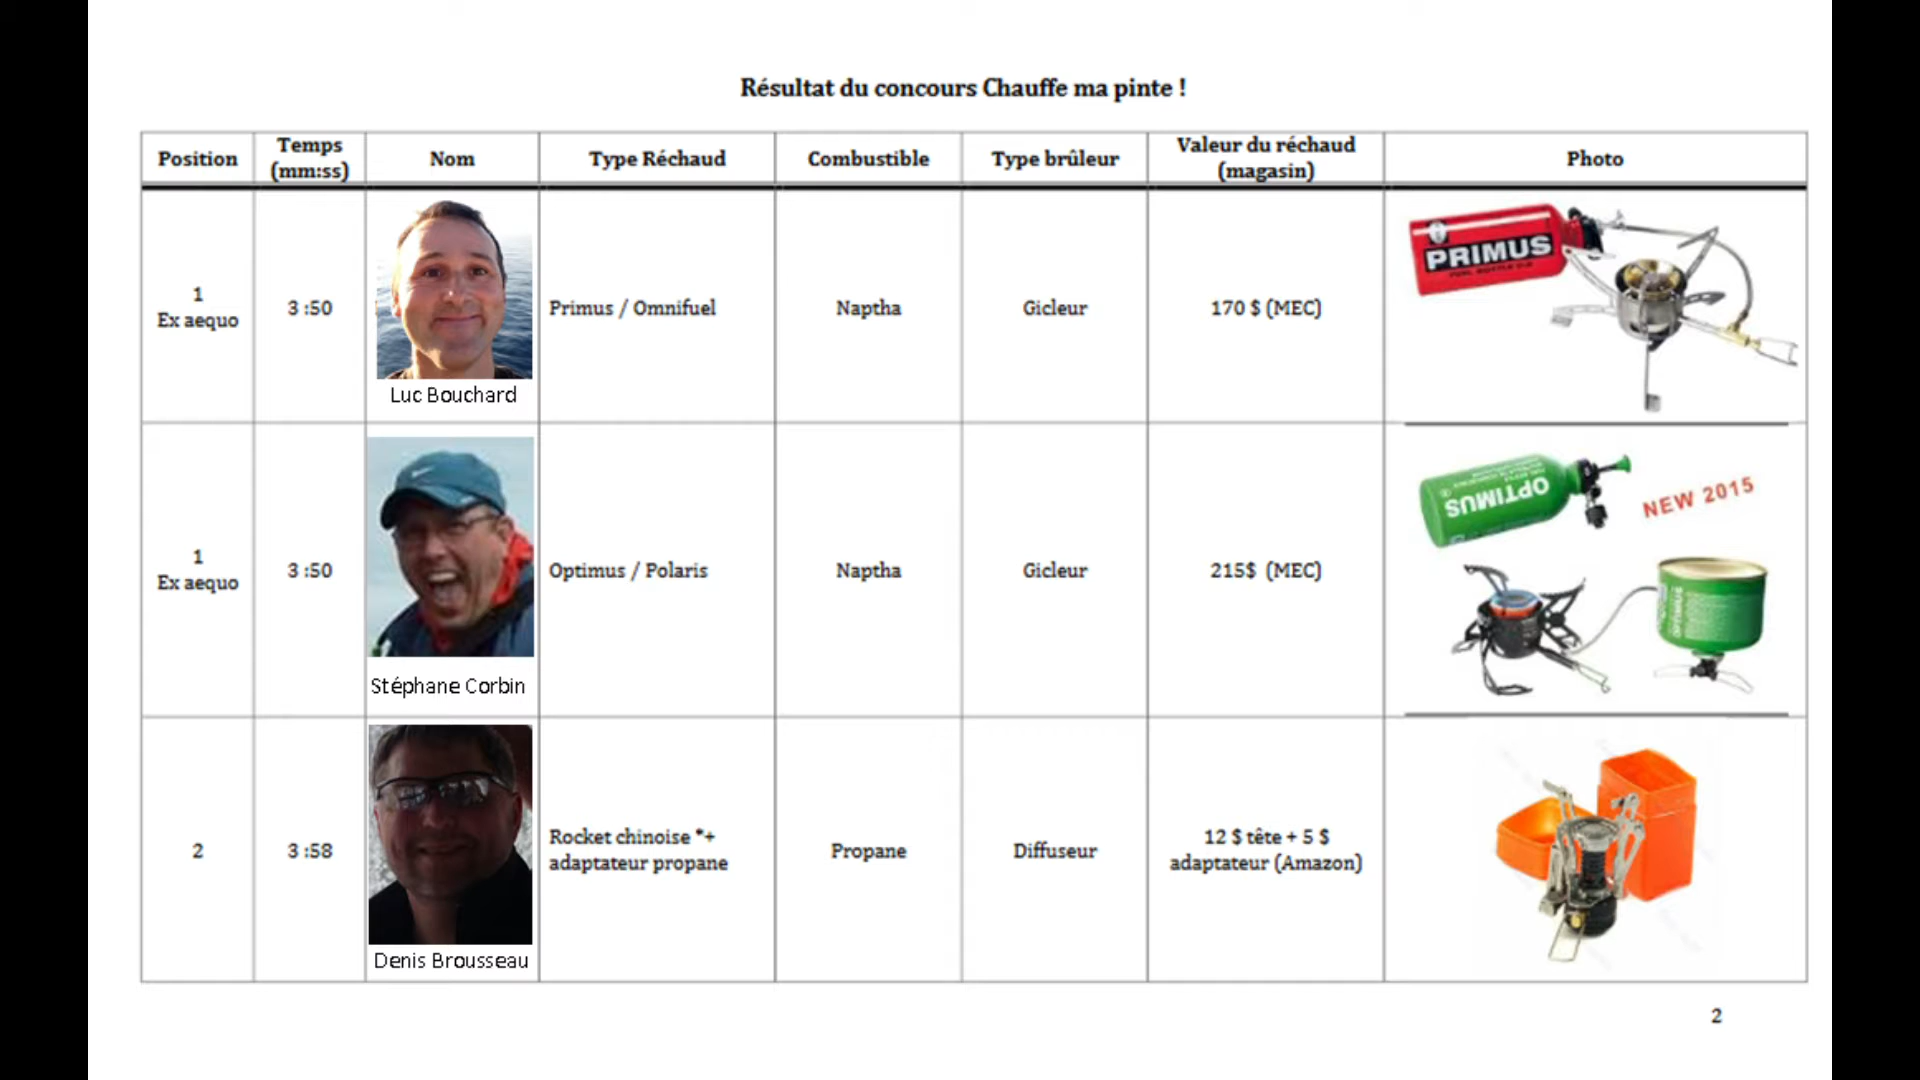 Résultat du concours Chauffe ma pinte !
Position
Temps
(mm:ss)
Nom
Type Réchaud
Combustible
Type brûleur
Valeur du réchaud
(magasin)
Photo
1
Ex aequo
3 :50
Luc Bouchard
Primus / Omnifuel
Naptha
Gicleur
170 $ (MEC)
PRIMUS
1
Ex aequo
3 :50
Stéphane Corbin
Optimus / Polaris
Naptha
Gicleur
215$ (MEC)
OPTIMUS
NEW 2015
2
3 :58
Denis Brousseau
Rocket chinoise *+
adaptateur propane
Propane
Diffuseur
12 $ tête + 5 $
adaptateur (Amazon)
2